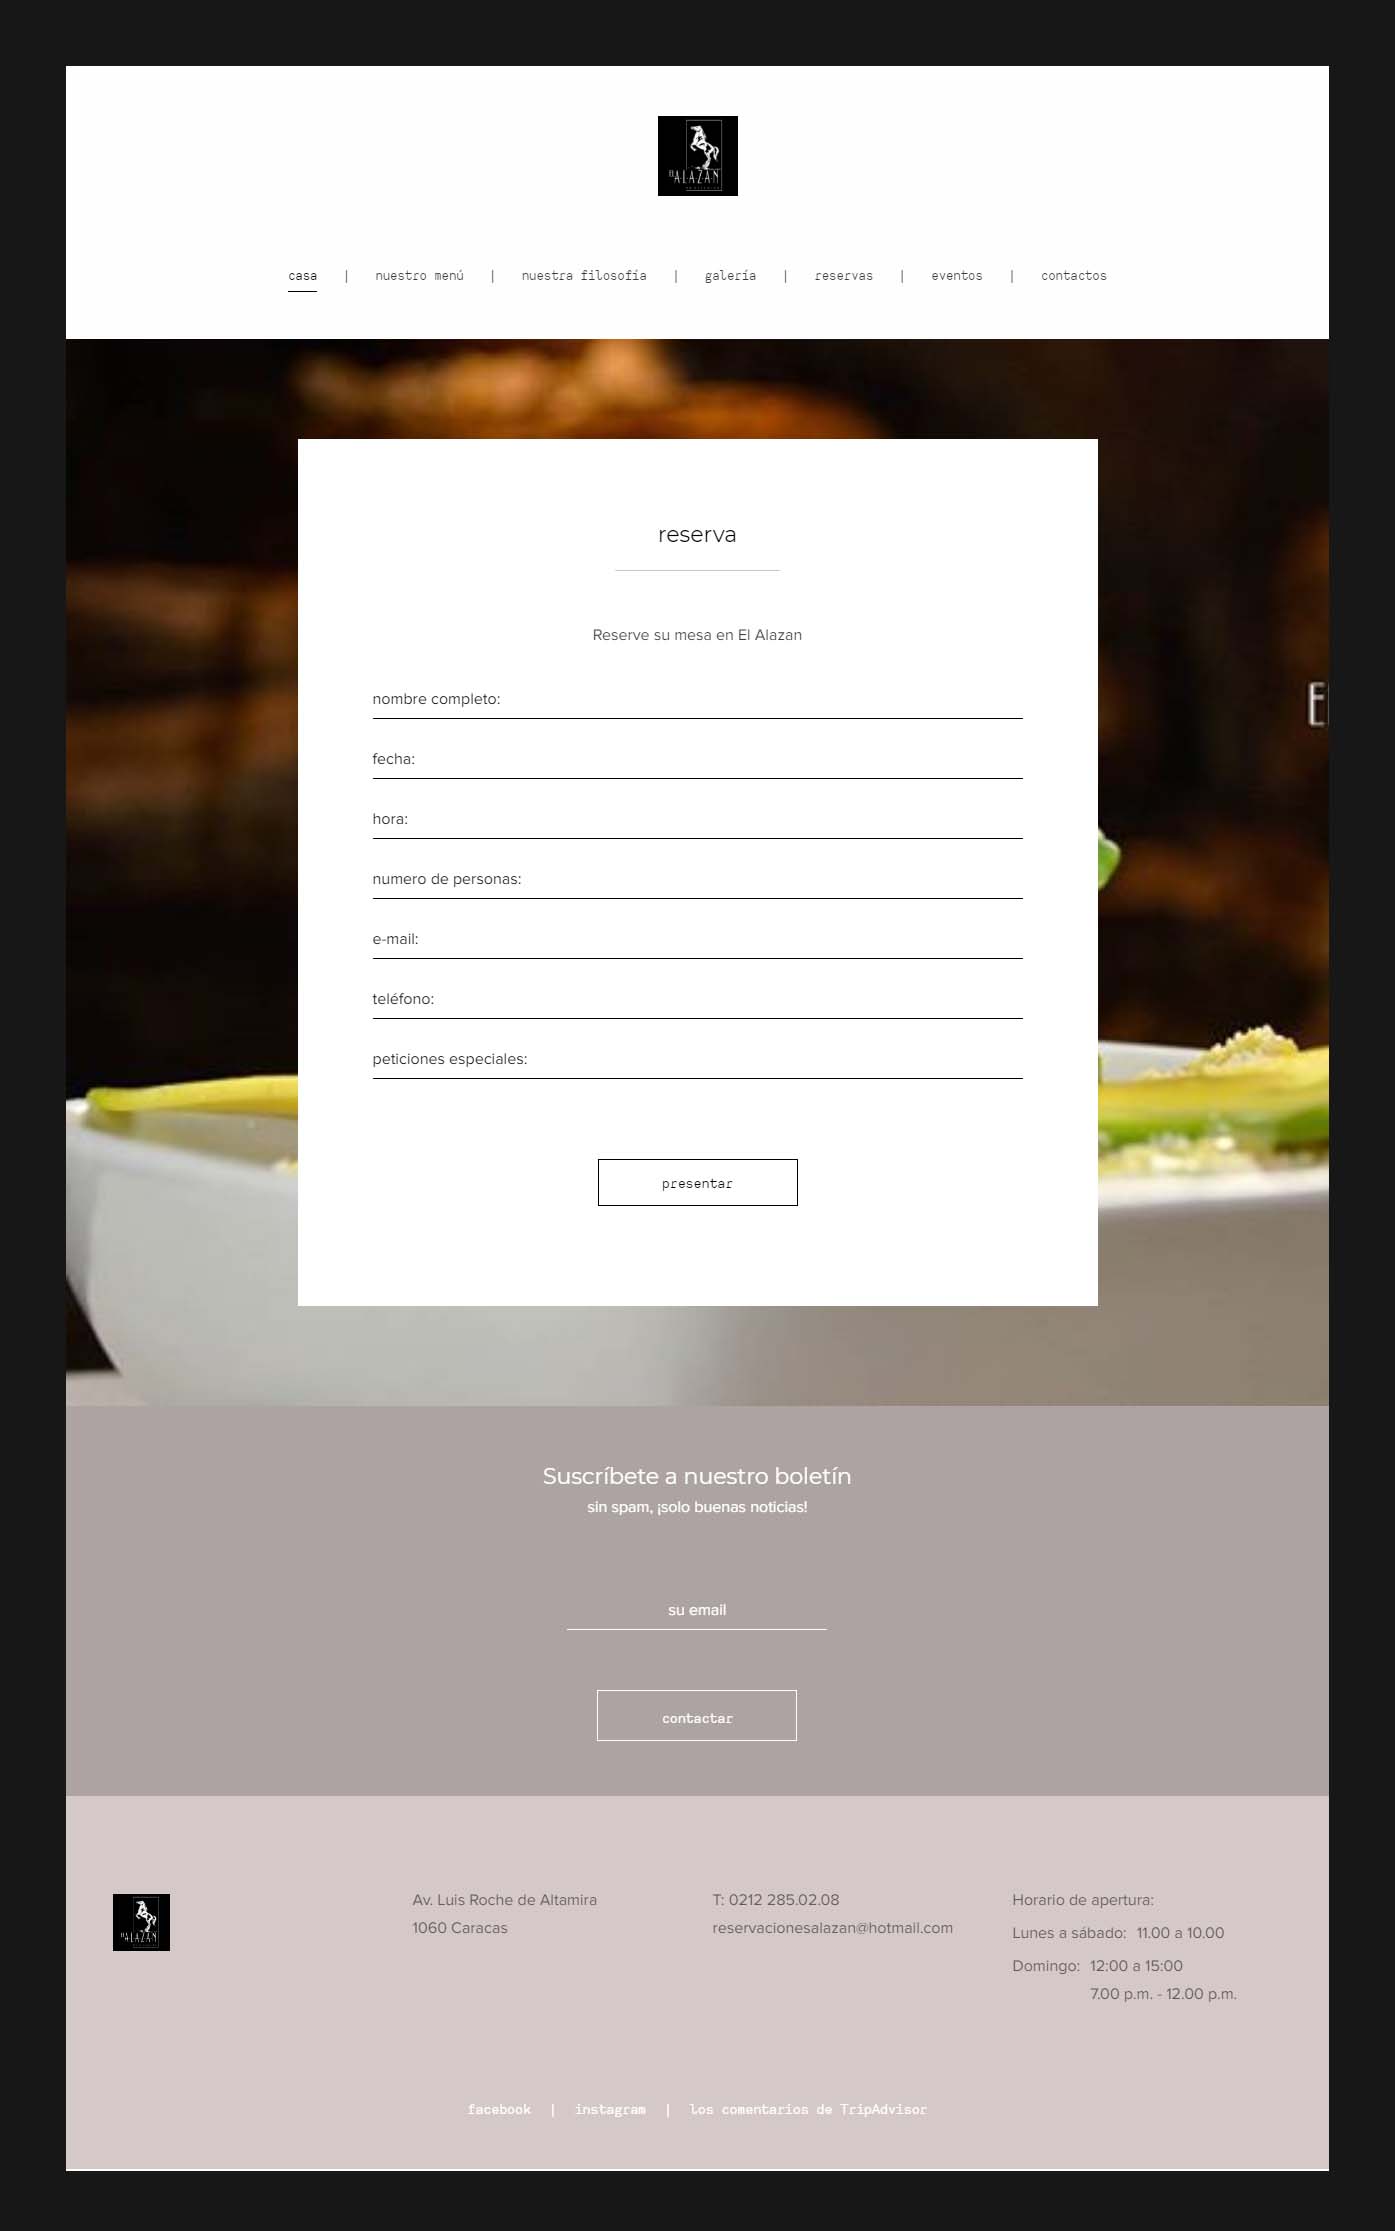 EL ALAZAN
casa | nuestro menú | nuestra filosofía | galería | reservas | eventos | contactos
reserva
Reserve su mesa en El Alazan
nombre completo:
fecha:
hora:
numero de personas:
e-mail:
teléfono:
peticiones especiales:
presentar
Suscríbete a nuestro boletín
sin spam, ¡solo buenas noticias!
su email
contactar
EL ALAZAN
Av. Luis Roche de Altamira
1060 Caracas
T: 0212 285.02.08
reservacionesalazan@hotmail.com
Horario de apertura:
Lunes a sábado: 11.00 a 10.00
Domingo: 12:00 a 15:00
7.00 p.m. - 12.00 p.m.
facebook | instagram | los comentarios de TripAdvisor